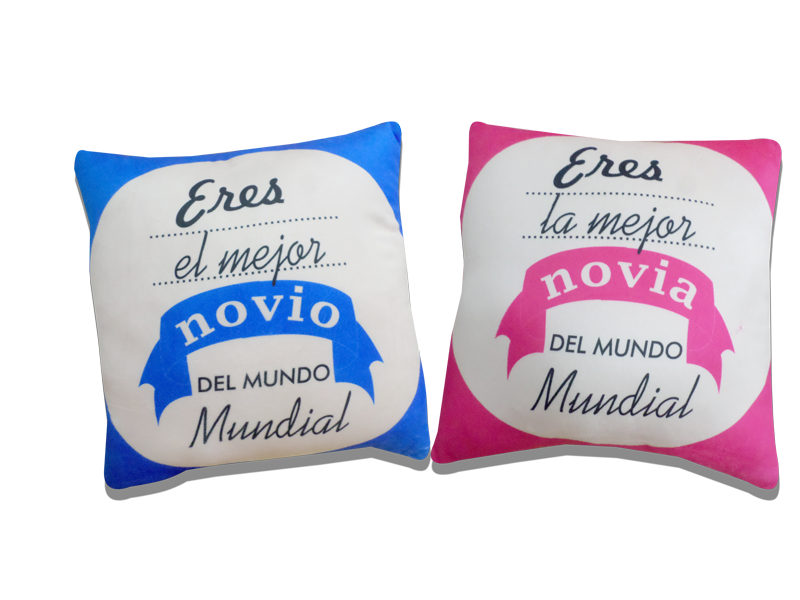 Eres
el mejor
novio
DEL MUNDO
Mundial
Eres
la mejor
novia
DEL MUNDO
Mundial